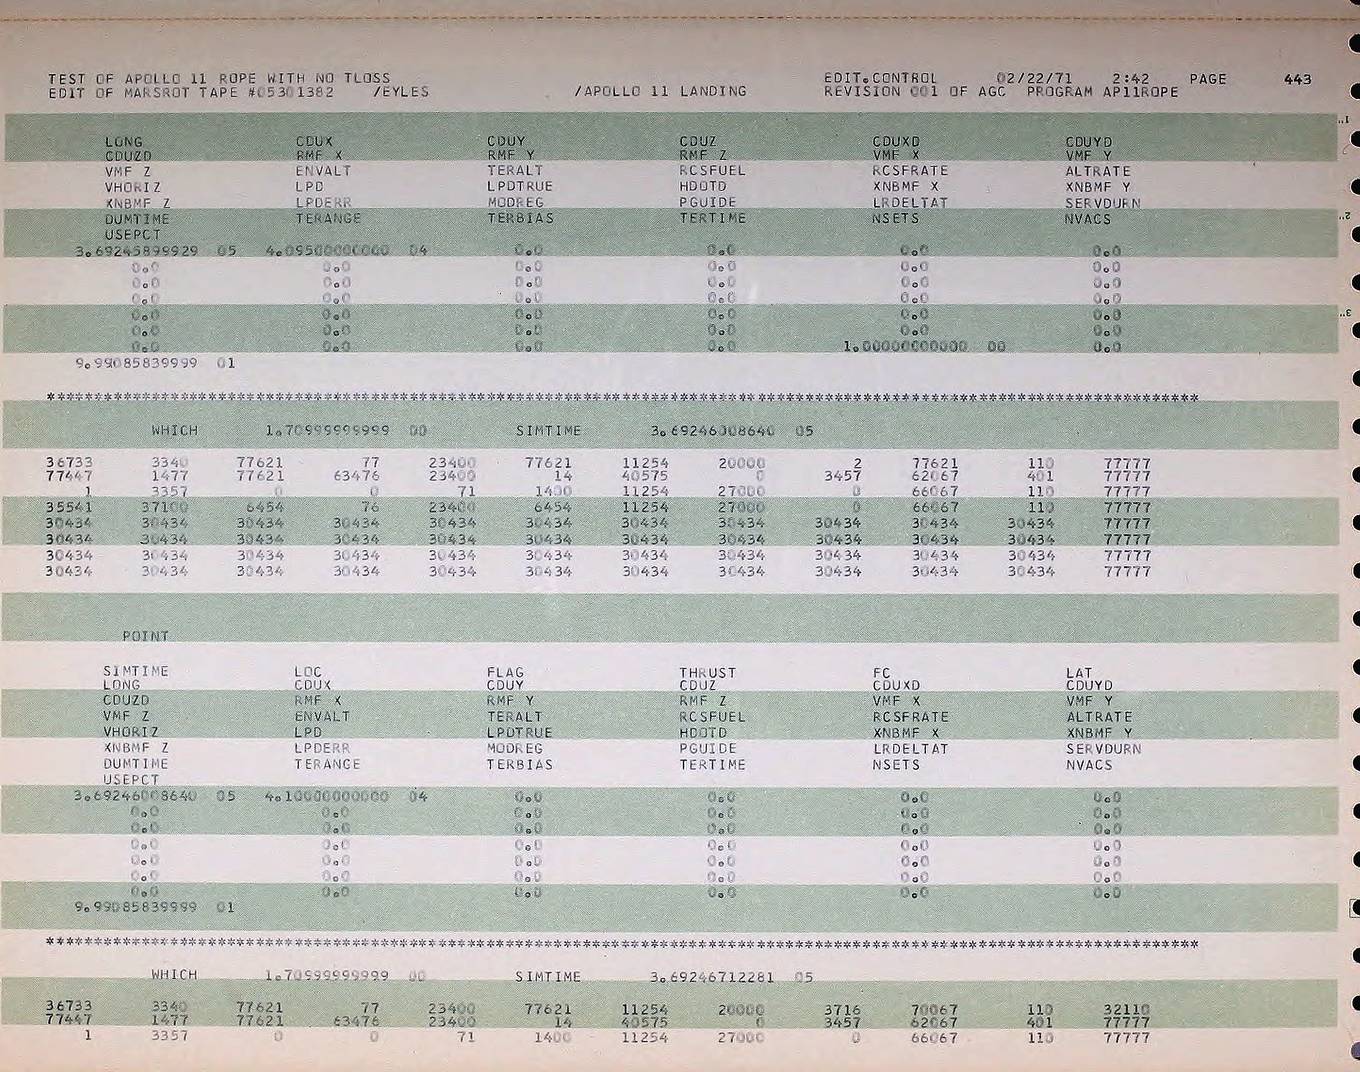 TEST OF APOLLO 11 ROPE WITH NO TLOSS EDIT.CONTROL 02/22/71 2:42 PAGE 443
EDIT OF MARSROT TAPE #05301382 /EYLES /APOLLO 11 LANDING REVISION 001 OF AGC PROGRAM AP11ROPE
LONG CDUX CDUY CDUZ CDUXD CDUYD
CDUZD RMF X RMF Y RMF Z VMF X VMF Y
VMF Z ENVALT TERALT RCSFUEL RCSFRATE ALTRATE
VHORIZ LPD LPDTRUE HDOTD XNBMF X XNBMF Y
XNBMF Z LPDERR MODREG PGUIDE LRDELTAT SERVDURN
DUMTIME TERANGE TERBIAS TERTIME NSETS NVACS
USEPCT
3.69245899929 05 4.09500000000 04 0.0 0.0 0.0 0.0
0.0 0.0 0.0 0.0 0.0 0.0
0.0 0.0 0.0 0.0 0.0 0.0
0.0 0.0 0.0 0.0 0.0 0.0
0.0 0.0 0.0 0.0 0.0 0.0
0.0 0.0 0.0 0.0 0.0 0.0
0.0 0.0 0.0 0.0 1.00000000000 00 0.0
9.99085839999 01
************************************************************************************************************************
WHICH 1.70999999999 00 SIMTIME 3.69246008640 05
36733 3340 77621 77 23400 77621 11254 20000 2 77621 110 77777
77447 1477 77621 63476 23400 14 40575 0 3457 62067 401 77777
1 3357 0 0 71 1400 11254 27000 0 66067 110 77777
35541 37100 6454 76 23400 6454 11254 27000 0 66067 110 77777
30434 30434 30434 30434 30434 30434 30434 30434 30434 30434 30434 77777
30434 30434 30434 30434 30434 30434 30434 30434 30434 30434 30434 77777
30434 30434 30434 30434 30434 30434 30434 30434 30434 30434 30434 77777
30434 30434 30434 30434 30434 30434 30434 30434 30434 30434 30434 77777
POINT
SIMTIME LOC FLAG THRUST FC LAT
LONG CDUX CDUY CDUZ CDUXD CDUYD
CDUZD RMF X RMF Y RMF Z VMF X VMF Y
VMF Z ENVALT TERALT RCSFUEL RCSFRATE ALTRATE
VHORIZ LPD LPDTRUE HDOTD XNBMF X XNBMF Y
XNBMF Z LPDERR MODREG PGUIDE LRDELTAT SERVDURN
DUMTIME TERANGE TERBIAS TERTIME NSETS NVACS
USEPCT
3.69246008640 05 4.10000000000 04 0.0 0.0 0.0 0.0
0.0 0.0 0.0 0.0 0.0 0.0
0.0 0.0 0.0 0.0 0.0 0.0
0.0 0.0 0.0 0.0 0.0 0.0
0.0 0.0 0.0 0.0 0.0 0.0
0.0 0.0 0.0 0.0 0.0 0.0
0.0 0.0 0.0 0.0 0.0 0.0
9.99085839999 01
************************************************************************************************************************
WHICH 1.70999999999 00 SIMTIME 3.69246712281 05
36733 3340 77621 77 23400 77621 11254 20000 3716 70067 110 32110
77447 1477 77621 63476 23400 14 40575 0 3457 62067 401 77777
1 3357 0 0 71 1400 11254 27000 0 66067 110 77777